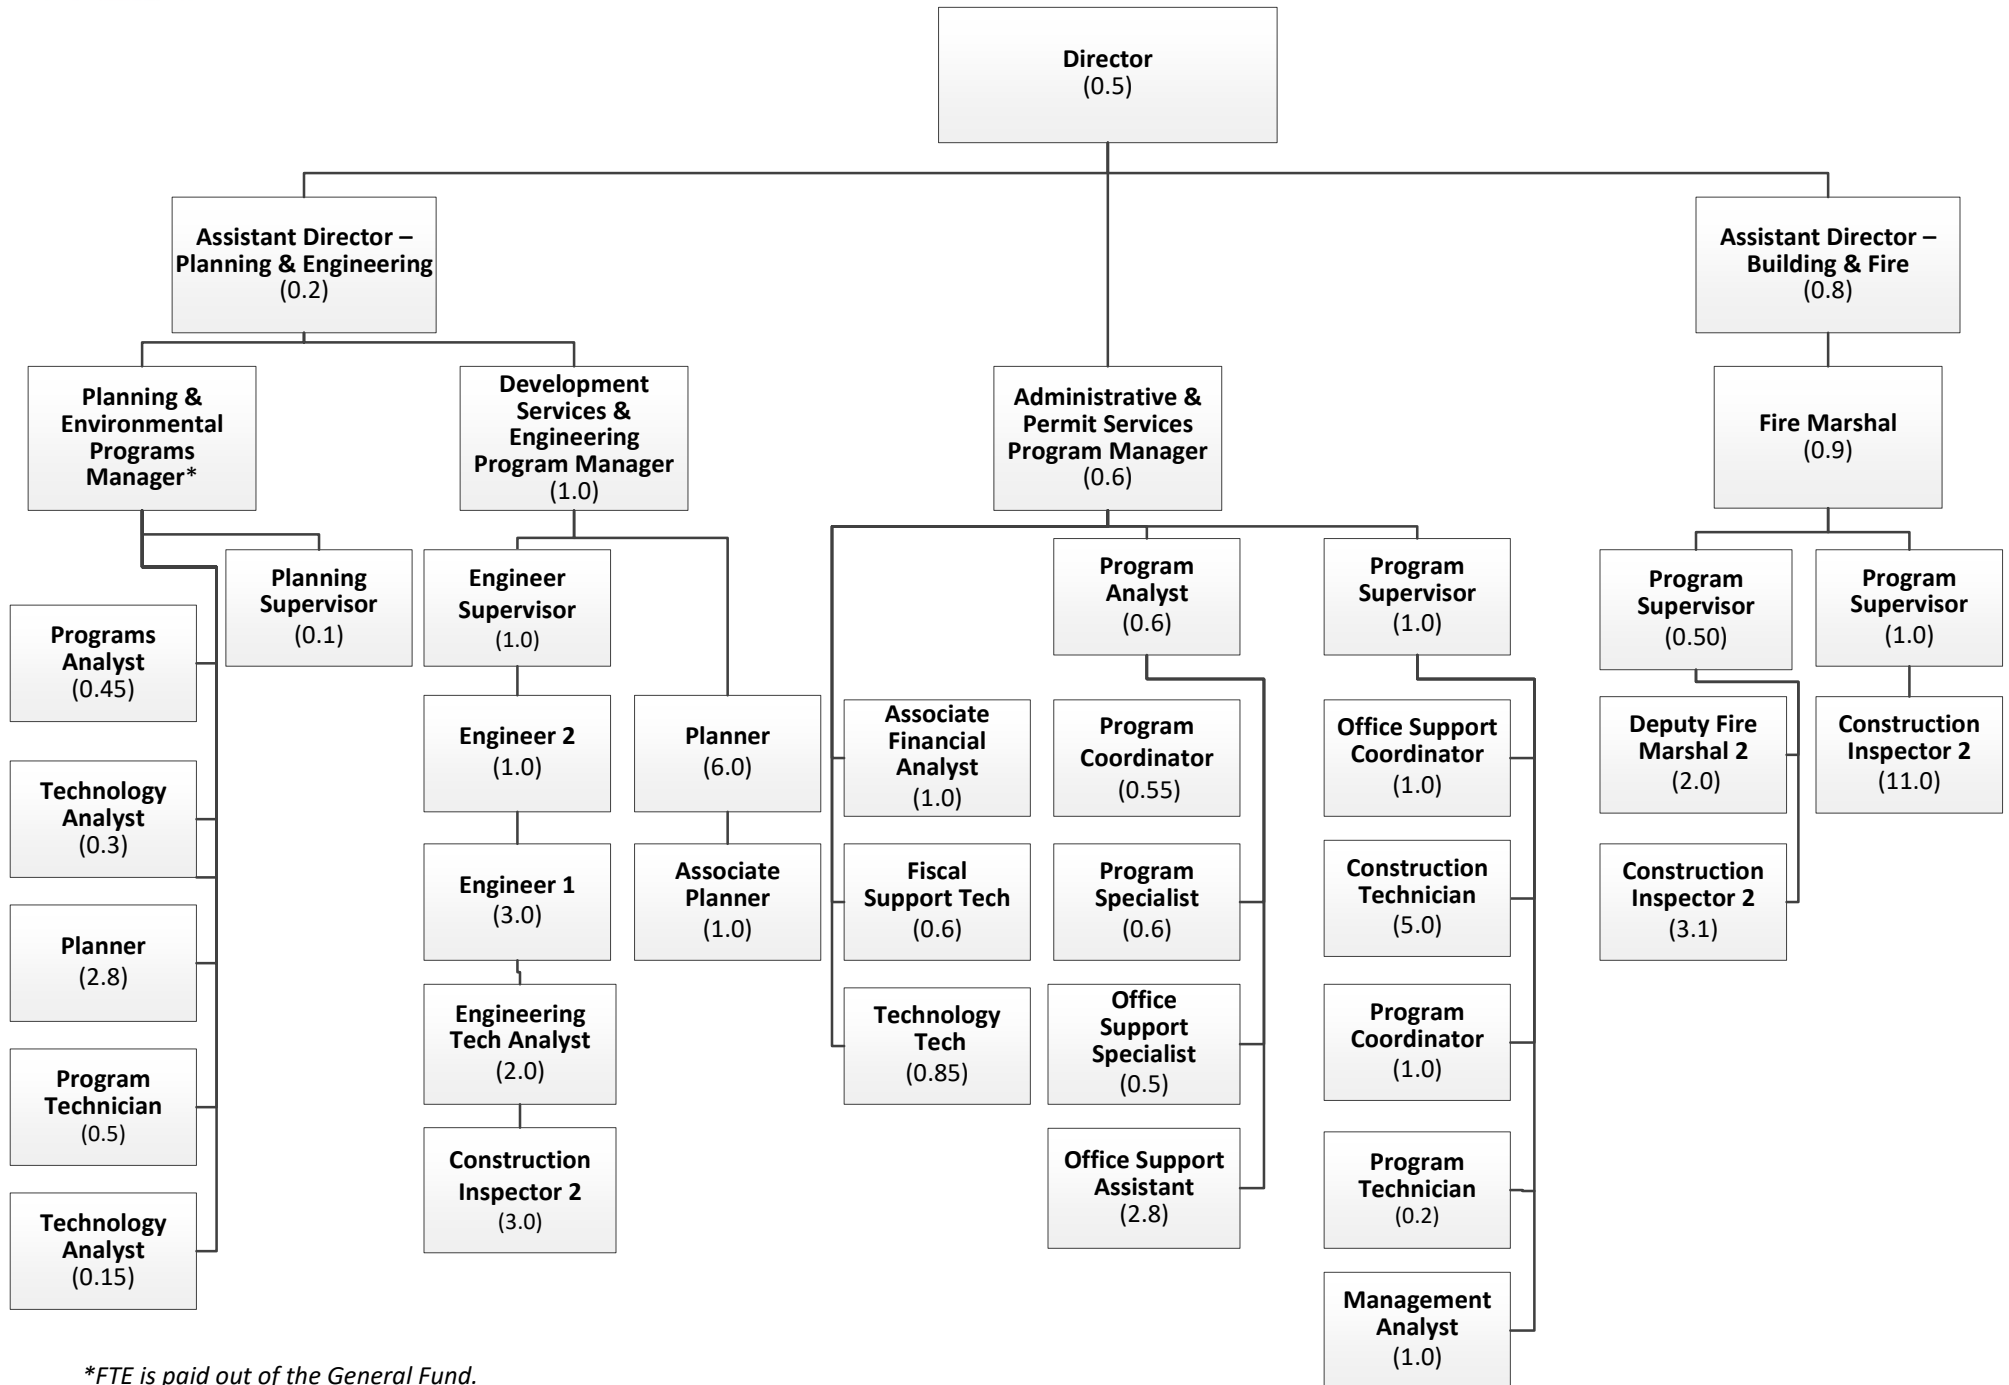 Director
(0.5)
Assistant Director –
Planning & Engineering
(0.2)
Assistant Director –
Building & Fire
(0.8)
Planning &
Environmental
Programs
Manager*
Development
Services &
Engineering
Program Manager
(1.0)
Administrative &
Permit Services
Program Manager
(0.6)
Fire Marshal
(0.9)
Planning
Supervisor
(0.1)
Programs
Analyst
(0.45)
Technology
Analyst
(0.3)
Planner
(2.8)
Program
Technician
(0.5)
Technology
Analyst
(0.15)
Engineer
Supervisor
(1.0)
Engineer 2
(1.0)
Engineer 1
(3.0)
Engineering
Tech Analyst
(2.0)
Construction
Inspector 2
(3.0)
Planner
(6.0)
Associate
Planner
(1.0)
Associate
Financial
Analyst
(1.0)
Fiscal
Support Tech
(0.6)
Technology
Tech
(0.85)
Program
Analyst
(0.6)
Program
Coordinator
(0.55)
Program
Specialist
(0.6)
Office
Support
Specialist
(0.5)
Office Support
Assistant
(2.8)
Program
Supervisor
(1.0)
Office Support
Coordinator
(1.0)
Construction
Technician
(5.0)
Program
Coordinator
(1.0)
Program
Technician
(0.2)
Management
Analyst
(1.0)
Program
Supervisor
(0.50)
Deputy Fire
Marshal 2
(2.0)
Construction
Inspector 2
(3.1)
Program
Supervisor
(1.0)
Construction
Inspector 2
(11.0)
*FTE is paid out of the General Fund.